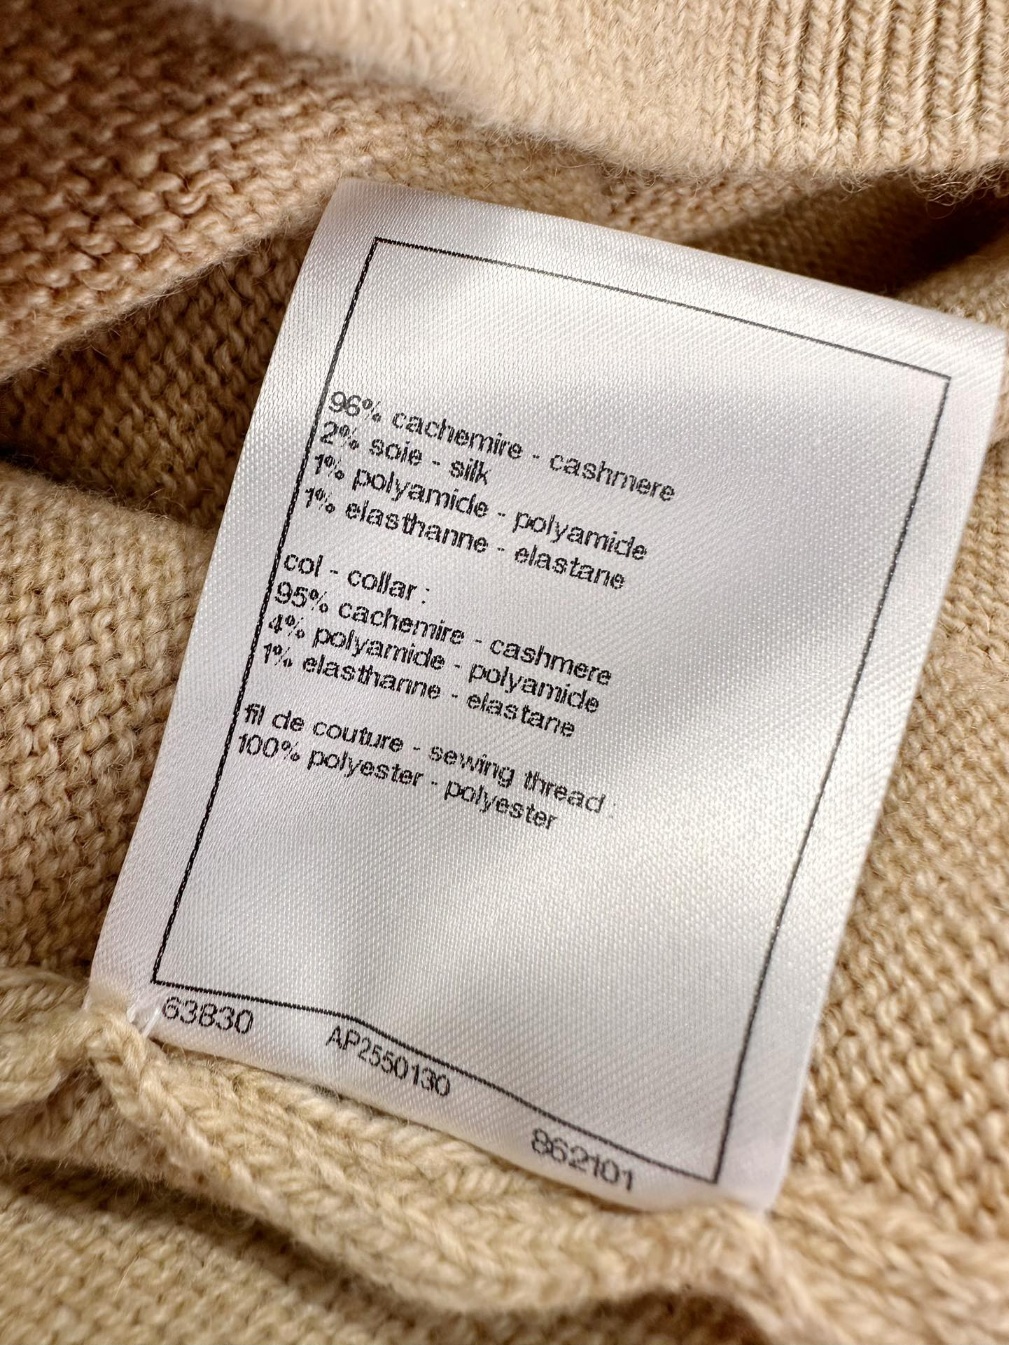 96% cachemire - cashmere
2% soie - silk
1% polyamide - polyamide
1% elasthanne - elastane
col - collar :
95% cachemire - cashmere
4% polyamide - polyamide
1% elasthanne - elastane
fil de couture - sewing thread :
100% polyester - polyester
63830 AP2550130 862101